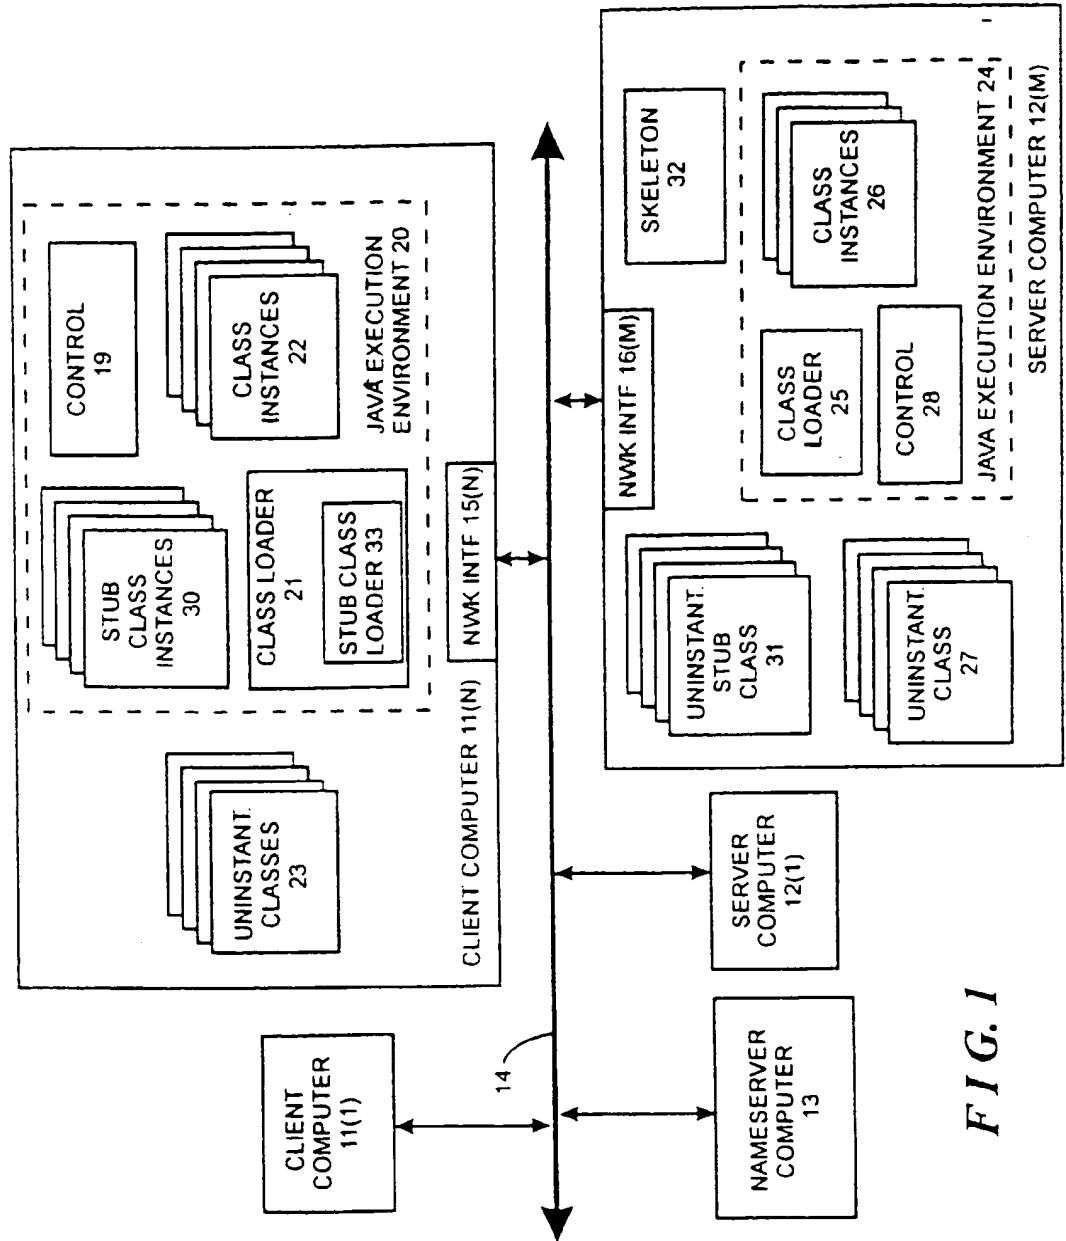 CLIENT
COMPUTER
11(1)
UNINSTANT.
CLASSES
23
STUB
CLASS
INSTANCES
30
CONTROL
19
CLASS LOADER
21
STUB CLASS
LOADER 33
CLASS
INSTANCES
22
JAVA EXECUTION
ENVIRONMENT 20
CLIENT COMPUTER 11(N)
NWK INTF 15(N)
14
NAMESERVER
COMPUTER
13
SERVER
COMPUTER
12(1)
NWK INTF 16(M)
SKELETON
32
UNINSTANT.
STUB
CLASS
31
UNINSTANT.
CLASS
27
CLASS
LOADER
25
CONTROL
28
CLASS
INSTANCES
26
JAVA EXECUTION ENVIRONMENT 24
SERVER COMPUTER 12(M)
FIG. 1